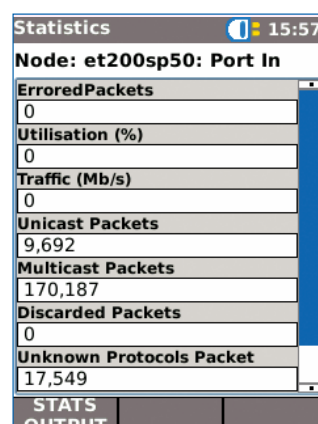 Statistics 15:57
Node: et200sp50: Port In
ErroredPackets
0
Utilisation (%)
0
Traffic (Mb/s)
0
Unicast Packets
9,692
Multicast Packets
170,187
Discarded Packets
0
Unknown Protocols Packet
17,549
STATS
OUTPUT